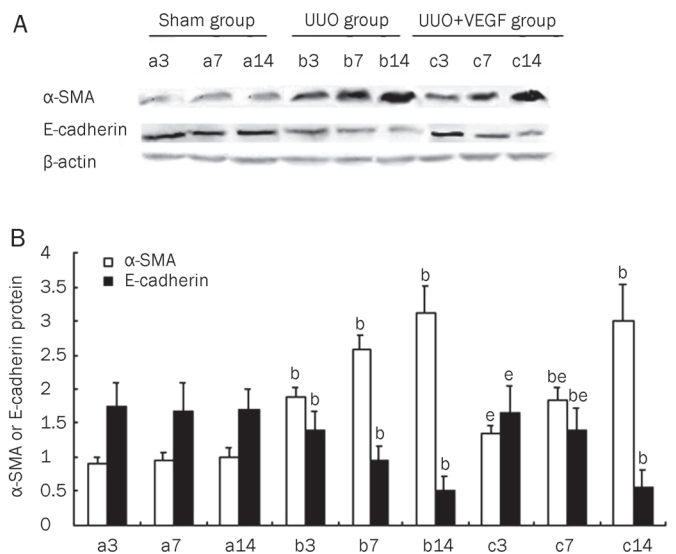 A
Sham group UUO group UUO+VEGF group
a3 a7 a14 b3 b7 b14 c3 c7 c14
α-SMA
E-cadherin
β-actin
B
α-SMA or E-cadherin protein
4
3.5
3
2.5
2
1.5
1
0.5
0
α-SMA
E-cadherin
b b b b b b e e be be b b
a3 a7 a14 b3 b7 b14 c3 c7 c14